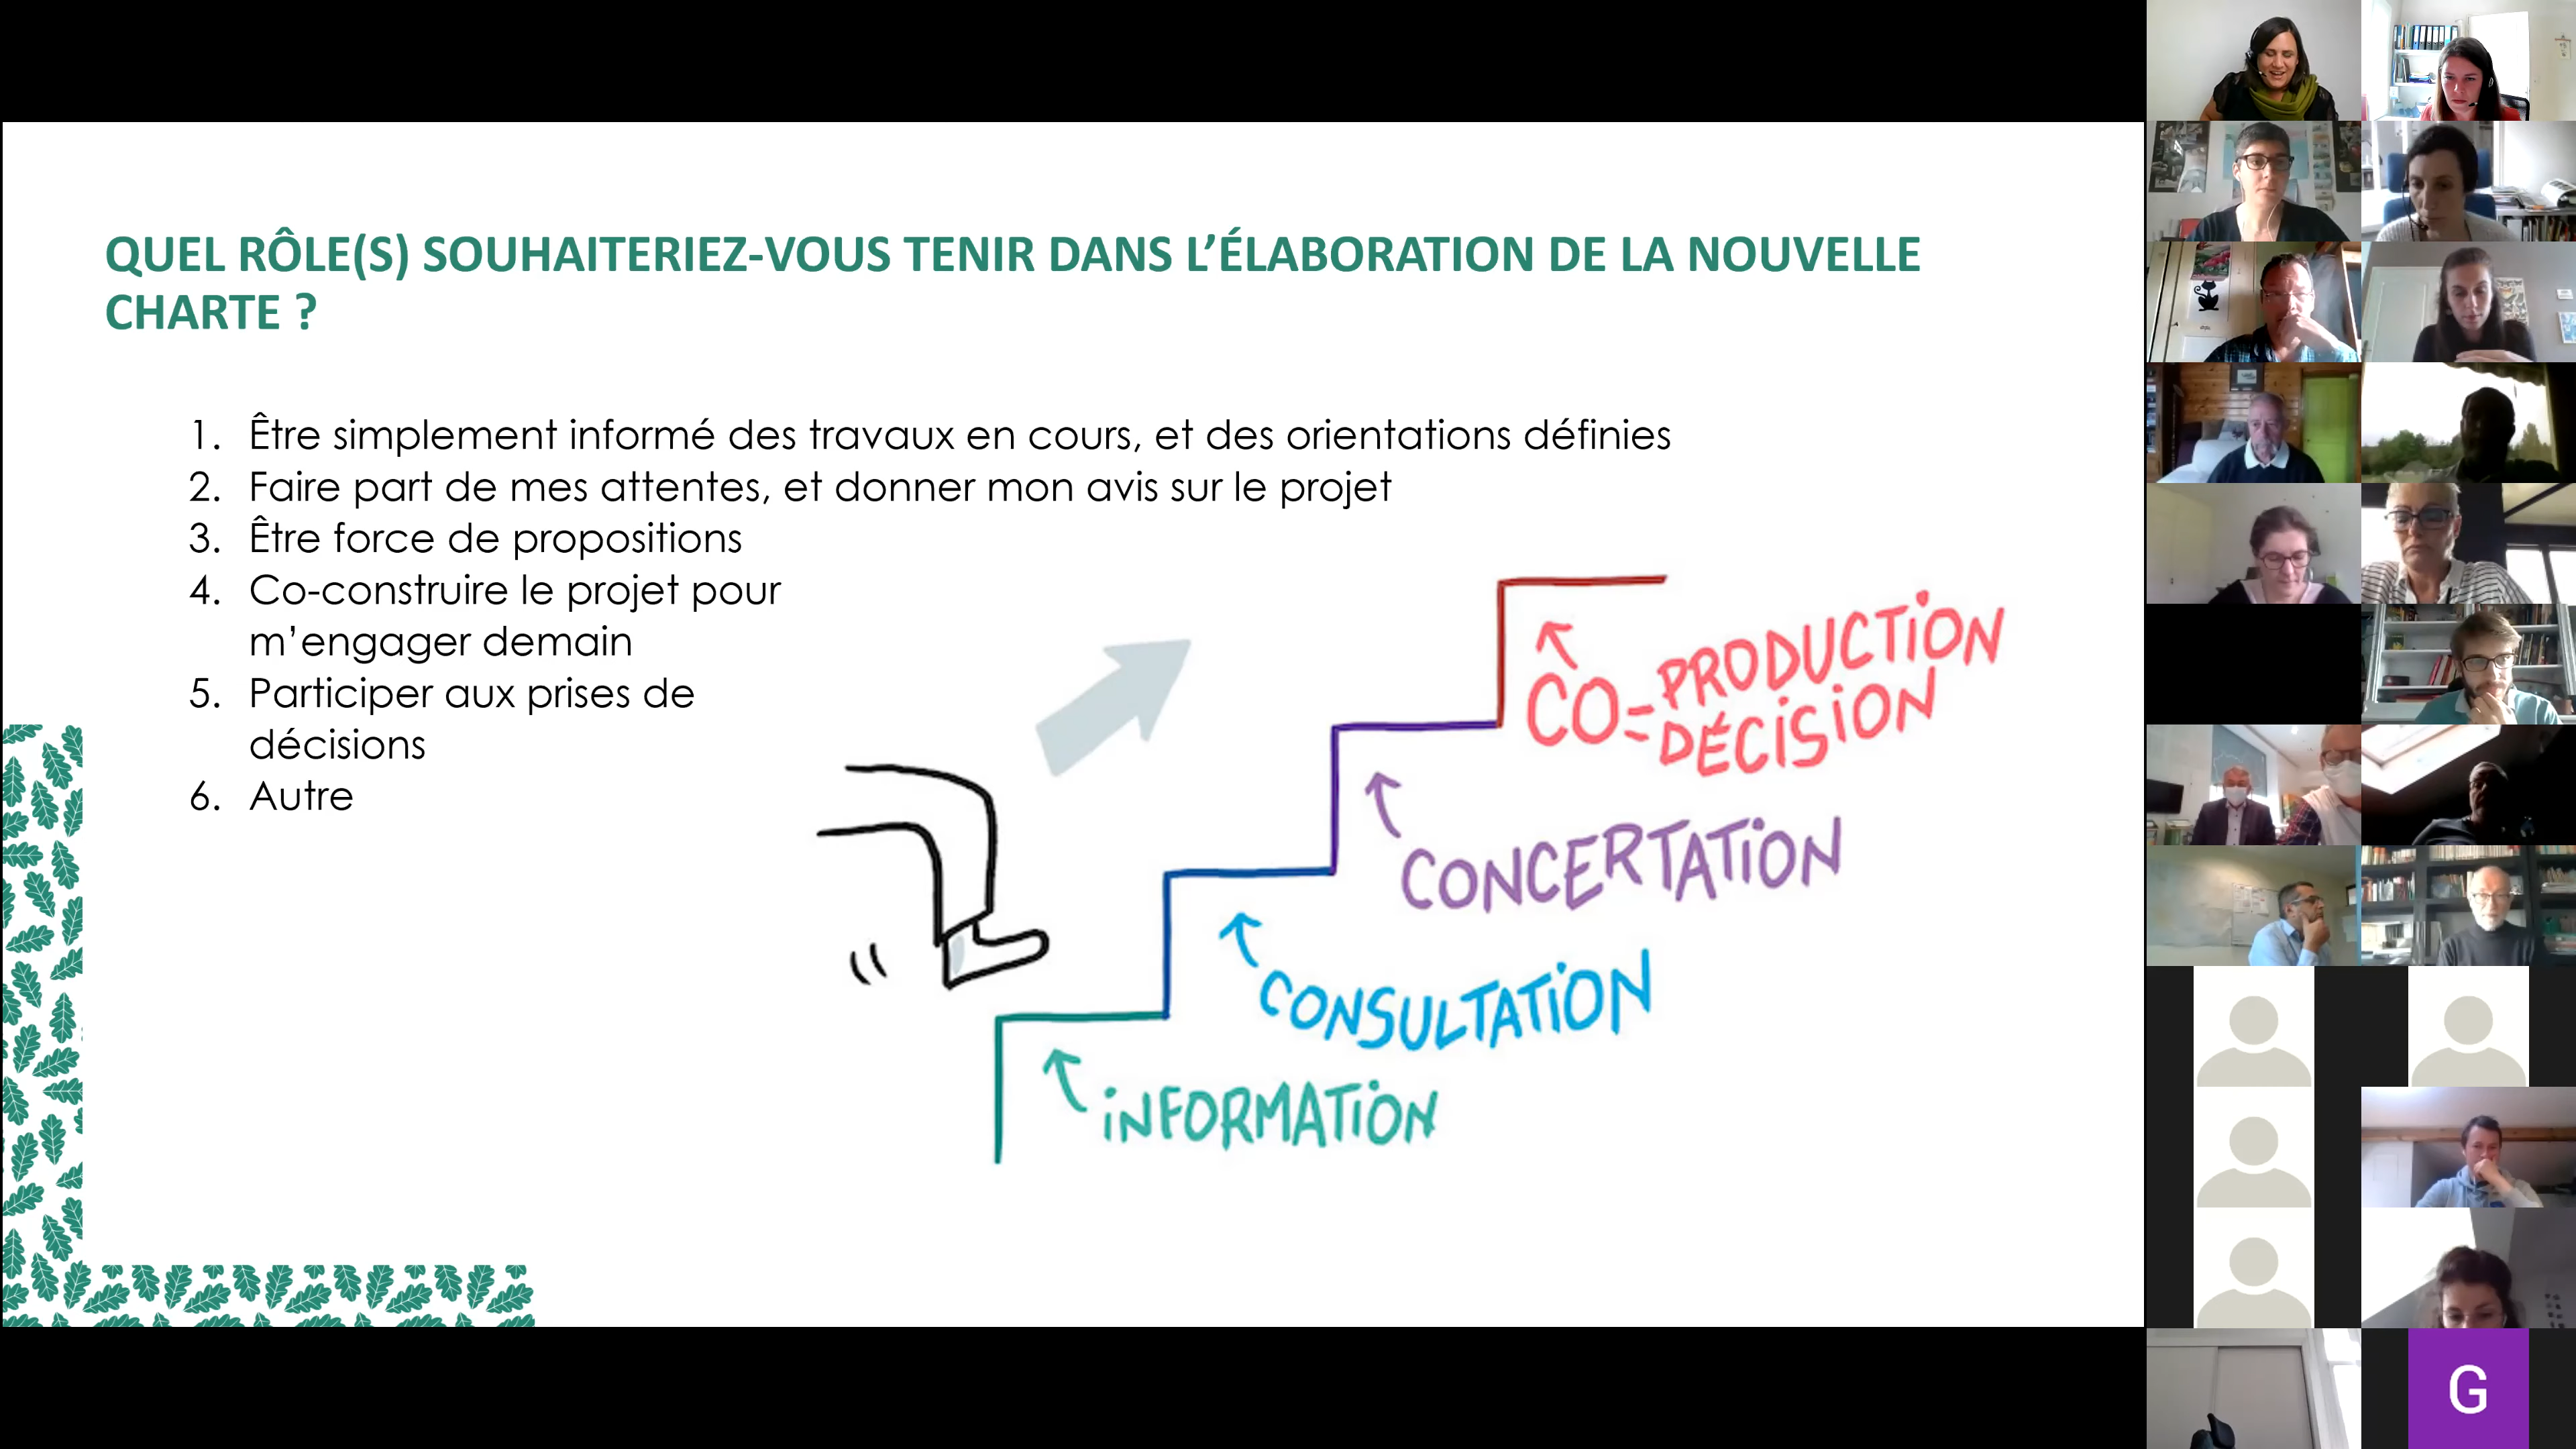 QUEL RÔLE(S) SOUHAITERIEZ-VOUS TENIR DANS L’ÉLABORATION DE LA NOUVELLE
CHARTE ?
1. Être simplement informé des travaux en cours, et des orientations définies
2. Faire part de mes attentes, et donner mon avis sur le projet
3. Être force de propositions
4. Co-construire le projet pour
m’engager demain
5. Participer aux prises de
décisions
6. Autre
CO-PRODUCTION
DÉCISION
CONCERTATION
CONSULTATION
INFORMATION
G